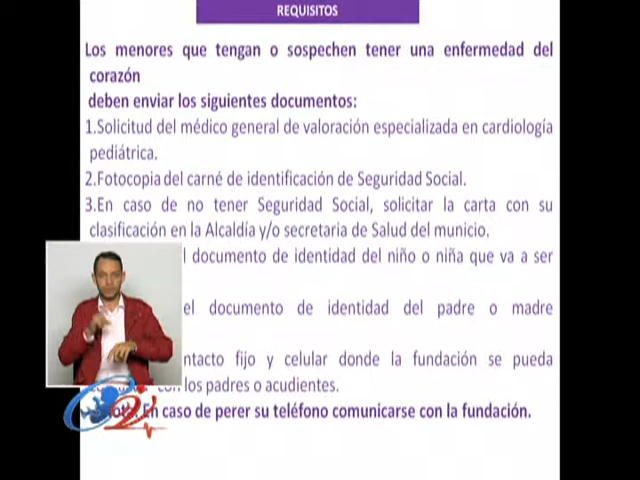 REQUISITOS
Los menores que tengan o sospechen tener una enfermedad del
corazón
deben enviar los siguientes documentos:
1.Solicitud del médico general de valoración especializada en cardiología
pediátrica.
2.Fotocopia del carné de identificación de Seguridad Social.
3.En caso de no tener Seguridad Social, solicitar la carta con su
clasificación en la Alcaldía y/o secretaria de Salud del municio.
documento de identidad del niño o niña que va a ser
el documento de identidad del padre o madre
fijo y celular donde la fundación se pueda
los padres o acudientes.
En caso de perer su teléfono comunicarse con la fundación.